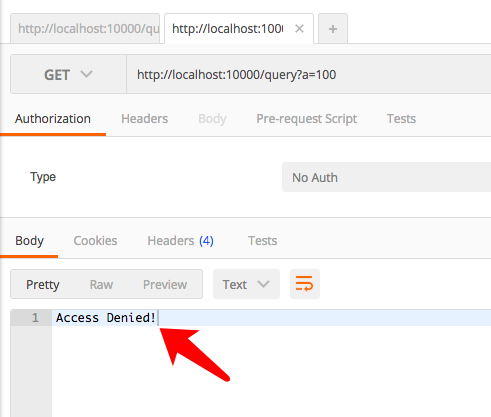 http://localhost:10000/qu
http://localhost:100
+
GET
http://localhost:10000/query?a=100
Authorization
Headers
Body
Pre-request Script
Tests
Type
No Auth
Body
Cookies
Headers (4)
Tests
Pretty
Raw
Preview
Text
1
Access Denied!